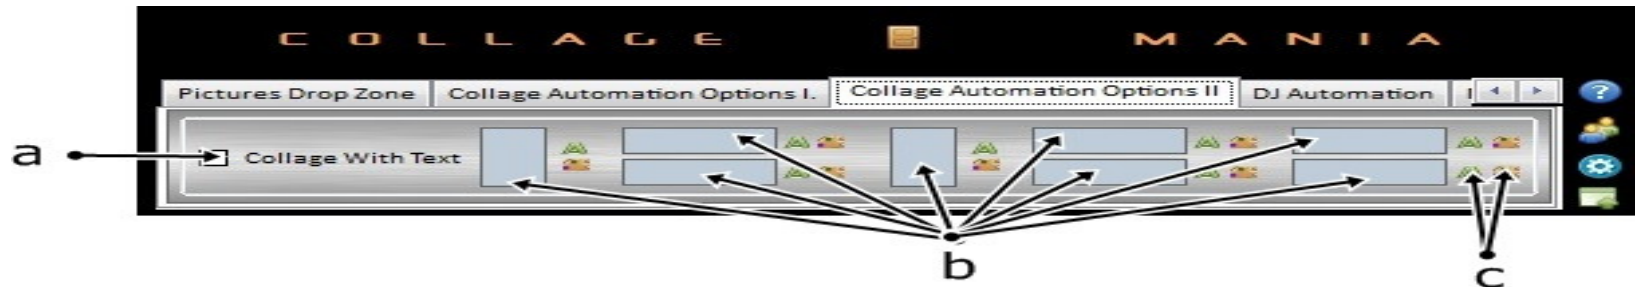 COLLAGE MANIA
Pictures Drop Zone Collage Automation Options I. Collage Automation Options II DJ Automation
a Collage With Text
b
c